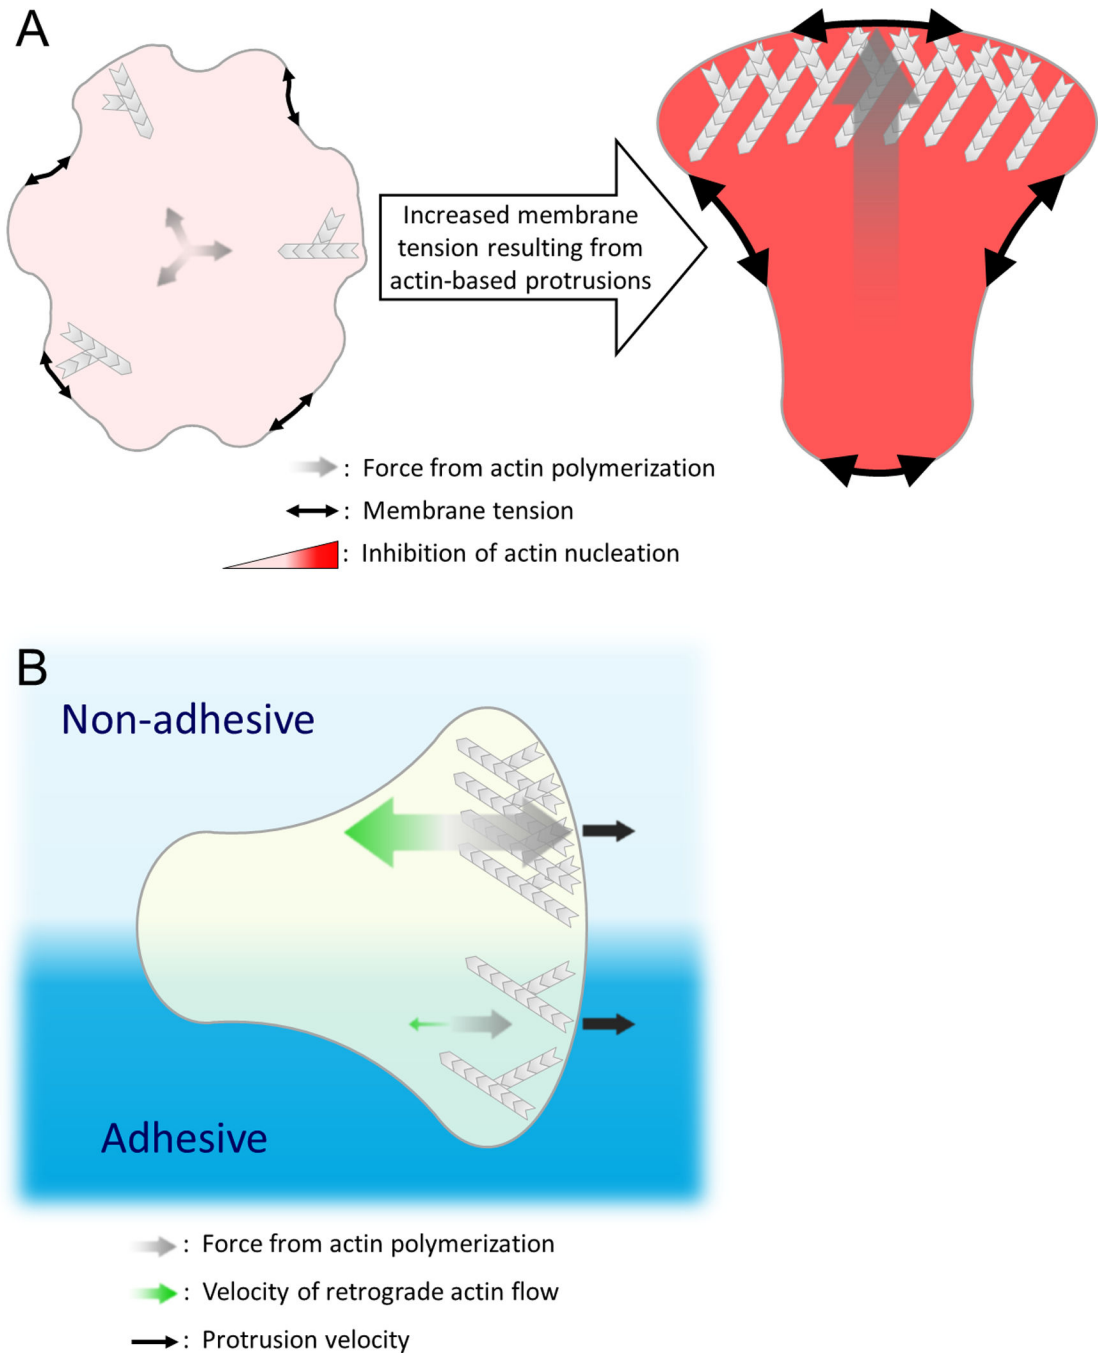 A
Increased membrane
tension resulting from
actin-based protrusions
: Force from actin polymerization
: Membrane tension
: Inhibition of actin nucleation
B
Non-adhesive
Adhesive
: Force from actin polymerization
: Velocity of retrograde actin flow
: Protrusion velocity